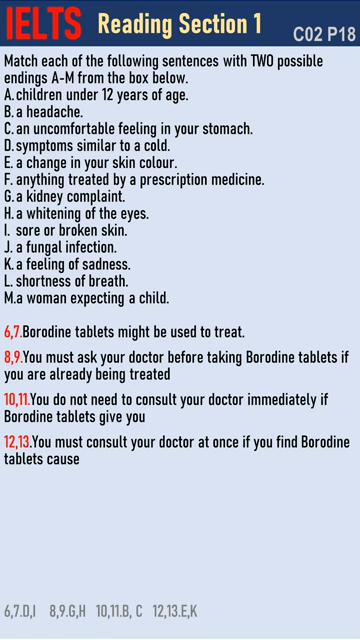 IELTS Reading Section 1 C02 P18
Match each of the following sentences with TWO possible
endings A-M from the box below.
A.children under 12 years of age.
B.a headache.
C.an uncomfortable feeling in your stomach.
D.symptoms similar to a cold.
E.a change in your skin colour.
F.anything treated by a prescription medicine.
G.a kidney complaint.
H.a whitening of the eyes.
I. sore or broken skin.
J. a fungal infection.
K.a feeling of sadness.
L.shortness of breath.
M.a woman expecting a child.
6,7.Borodine tablets might be used to treat.
8,9.You must ask your doctor before taking Borodine tablets if
you are already being treated
10,11.You do not need to consult your doctor immediately if
Borodine tablets give you
12,13.You must consult your doctor at once if you find Borodine
tablets cause
6,7.D,I 8,9.G,H 10,11.B, C 12,13.E,K